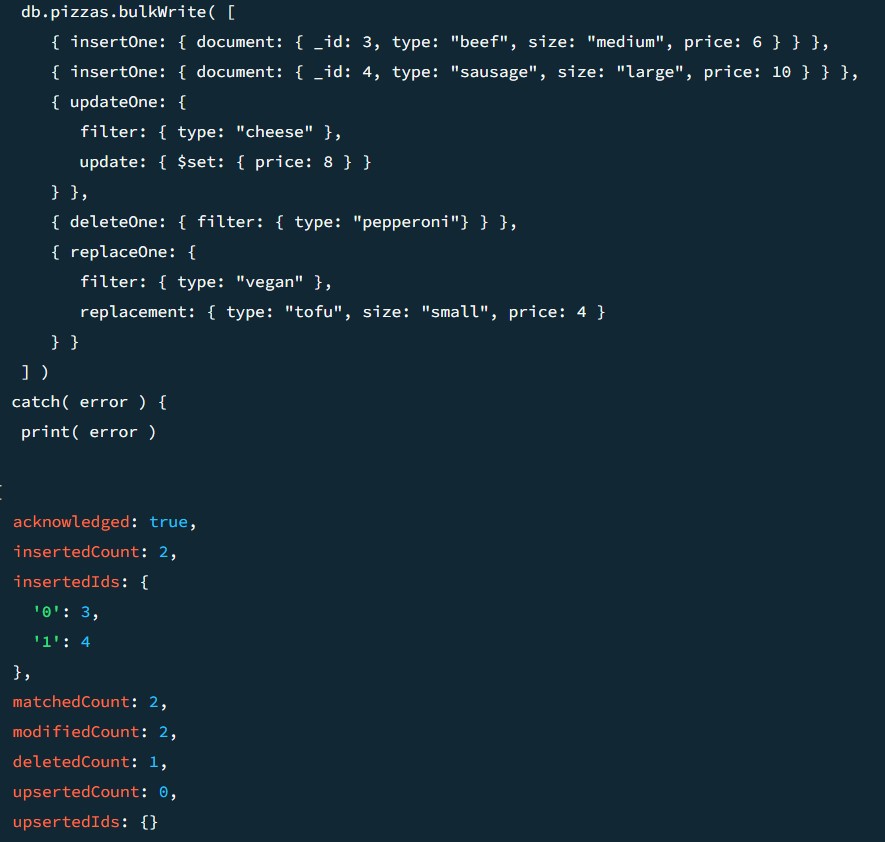 db.pizzas.bulkWrite( [
{ insertOne: { document: { _id: 3, type: "beef", size: "medium", price: 6 } } },
{ insertOne: { document: { _id: 4, type: "sausage", size: "large", price: 10 } } },
{ updateOne: {
filter: { type: "cheese" },
update: { $set: { price: 8 } }
} },
{ deleteOne: { filter: { type: "pepperoni"} } },
{ replaceOne: {
filter: { type: "vegan" },
replacement: { type: "tofu", size: "small", price: 4 }
} }
] )
catch( error ) {
print( error )
acknowledged: true,
insertedCount: 2,
insertedIds: {
'0': 3,
'1': 4
},
matchedCount: 2,
modifiedCount: 2,
deletedCount: 1,
upsertedCount: 0,
upsertedIds: {}